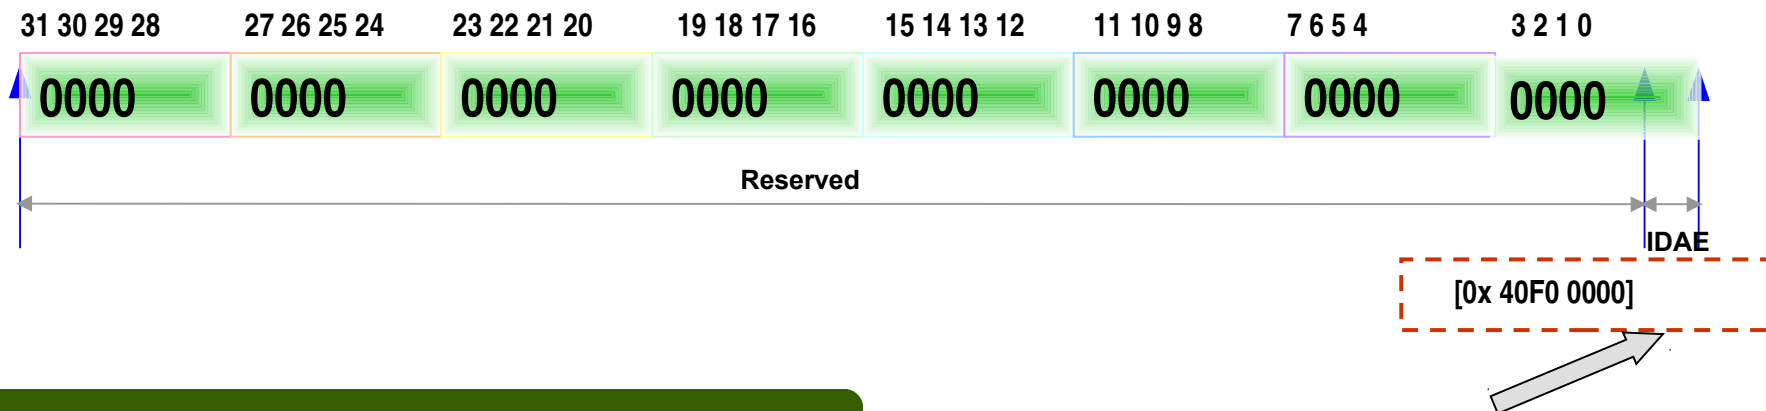 31 30 29 28 27 26 25 24 23 22 21 20 19 18 17 16 15 14 13 12 11 10 9 8 7 6 5 4 3 2 1 0
0000 0000 0000 0000 0000 0000 0000 0000
Reserved
IDAE
[0x 40F0 0000]